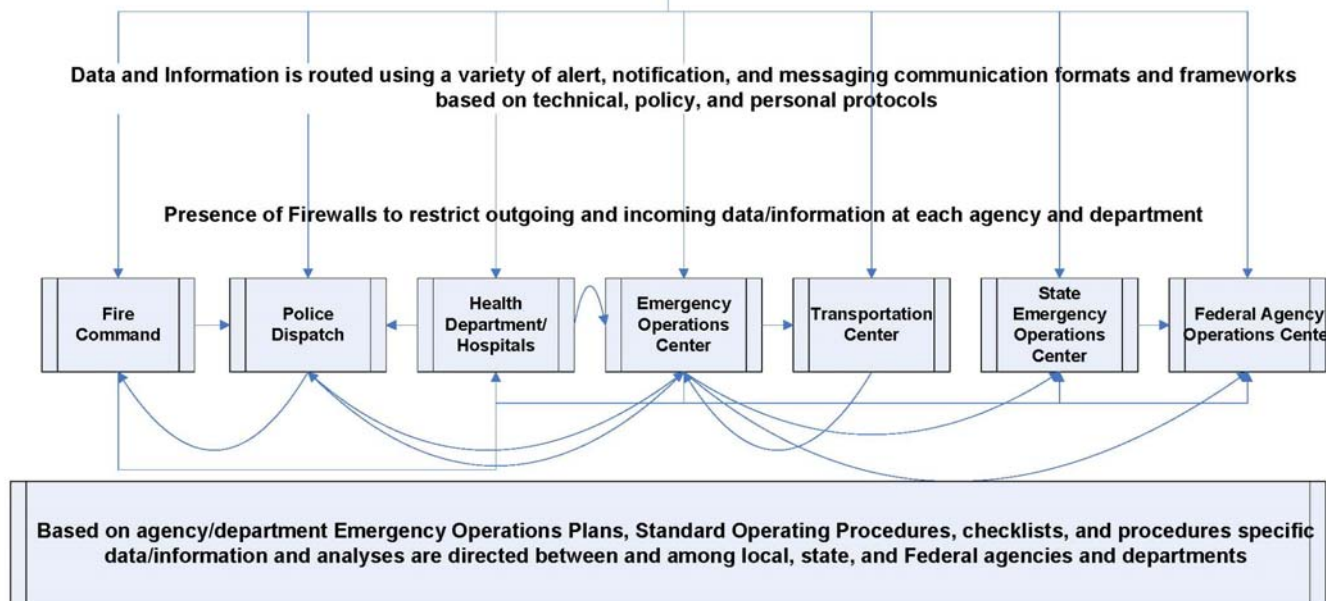 Data and Information is routed using a variety of alert, notification, and messaging communication formats and frameworks
based on technical, policy, and personal protocols
Presence of Firewalls to restrict outgoing and incoming data/information at each agency and department
Fire
Command
Police
Dispatch
Health
Department/
Hospitals
Emergency
Operations
Center
Transportation
Center
State
Emergency
Operations
Center
Federal Agency
Operations Cente
Based on agency/department Emergency Operations Plans, Standard Operating Procedures, checklists, and procedures specific
data/information and analyses are directed between and among local, state, and Federal agencies and departments